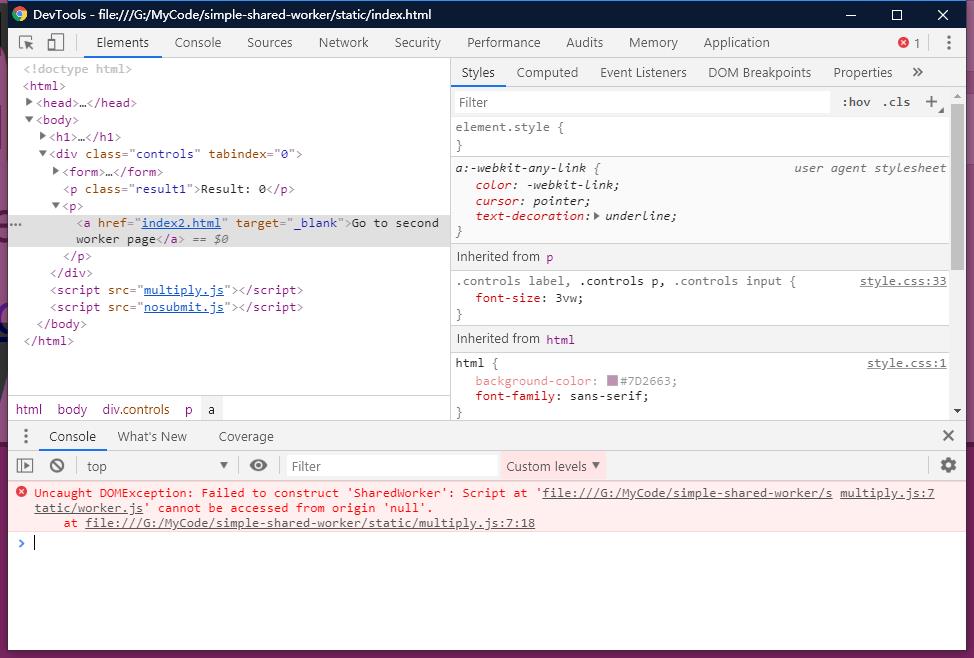 DevTools - file:///G:/MyCode/simple-shared-worker/static/index.html
Elements Console Sources Network Security Performance Audits Memory Application 1
<!doctype html>
<html>
<head>…</head>
<body>
<h1>…</h1>
<div class="controls" tabindex="0">
<form>…</form>
<p class="result1">Result: 0</p>
<p>
<a href="index2.html" target="_blank">Go to second
worker page</a> == $0
</p>
</div>
<script src="multiply.js"></script>
<script src="nosubmit.js"></script>
</body>
</html>
html body div.controls p a
Styles Computed Event Listeners DOM Breakpoints Properties »
Filter :hov .cls +
element.style {
}
a:-webkit-any-link { user agent stylesheet
color: -webkit-link;
cursor: pointer;
text-decoration: underline;
}
Inherited from p
.controls label, .controls p, .controls input { style.css:33
font-size: 3vw;
}
Inherited from html
html { style.css:1
background-color: #7D2663;
font-family: sans-serif;
}
Console What's New Coverage
top Filter Custom levels
Uncaught DOMException: Failed to construct 'SharedWorker': Script at 'file:///G:/MyCode/simple-shared-worker/s multiply.js:7
tatic/worker.js' cannot be accessed from origin 'null'.
at file:///G:/MyCode/simple-shared-worker/static/multiply.js:7:18